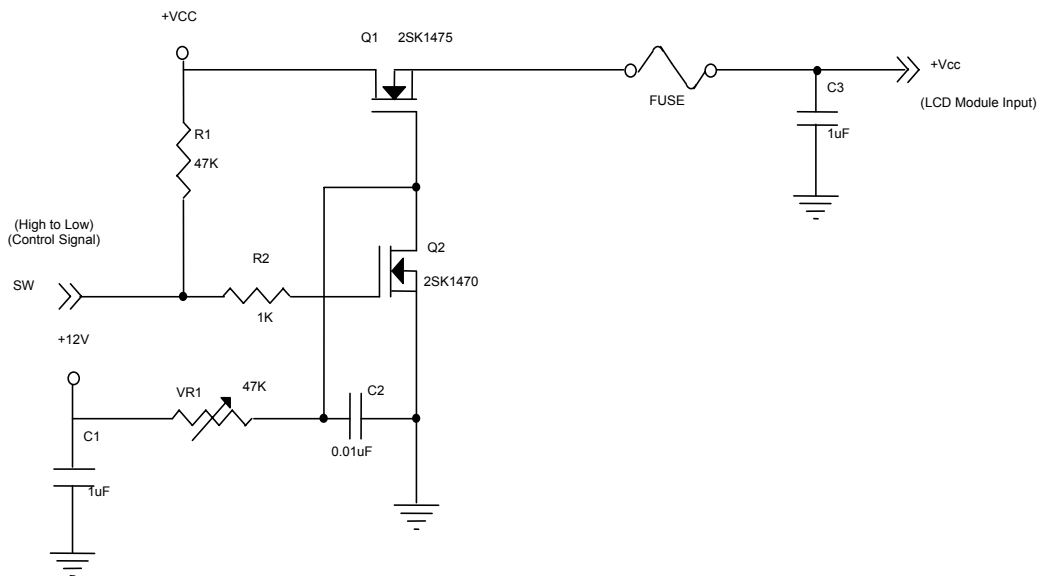 +VCC
Q1 2SK1475
+Vcc
FUSE
C3
(LCD Module Input)
1uF
R1
47K
(High to Low)
(Control Signal)
SW
R2
1K
Q2
2SK1470
+12V
VR1
47K
C2
0.01uF
C1
1uF